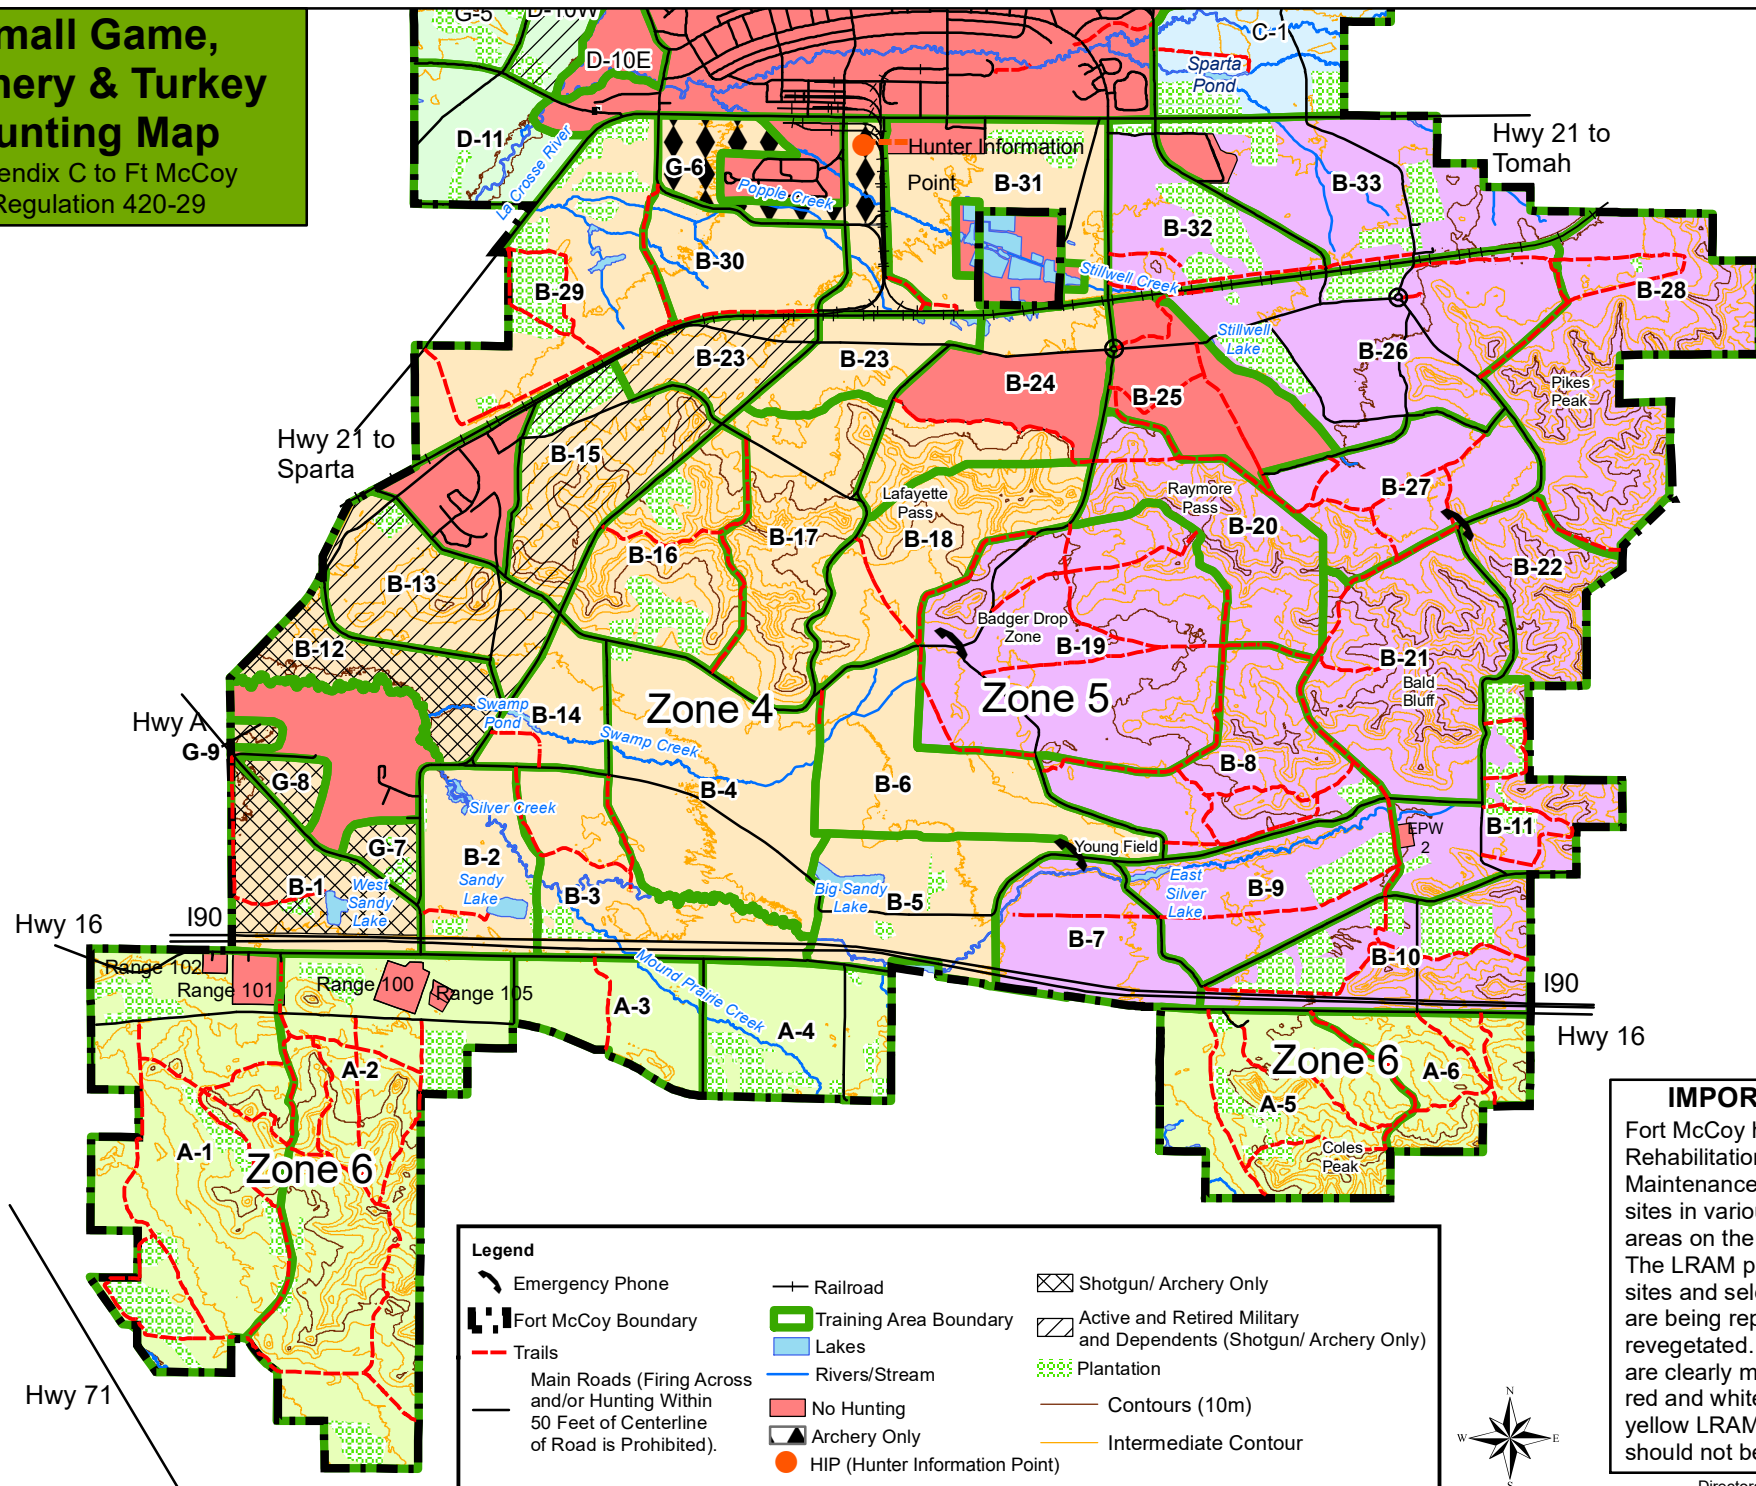 mall Game,
hery & Turkey
unting Map
endix C to Ft McCoy
Regulation 420-29
G-5
D-10W
D-10E
C-1
Sparta
Pond
D-11
La Crosse River
G-6
Popple Creek
Hunter Information
Point
B-31
B-33
B-32
Hwy 21 to
Tomah
B-30
B-29
Stillwell Creek
B-28
Stillwell
Lake
B-26
B-23
B-23
B-24
B-25
Pikes
Peak
Hwy 21 to
Sparta
B-15
Lafayette
Pass
Raymore
Pass
B-27
B-20
B-17
B-18
B-16
B-22
B-13
Badger Drop
Zone
B-19
B-12
B-21
Bald
Bluff
Zone 4
Zone 5
Swamp
Pond
B-14
Swamp Creek
Hwy A
G-9
G-8
B-4
B-6
B-8
Silver Creek
G-7
B-2
Sandy
Lake
B-3
Young Field
EPW
2
B-11
B-1
West
Sandy
Lake
Big Sandy
Lake
B-5
East
Silver
Lake
B-9
I90
Hwy 16
B-7
B-10
Range 102
Range 101
Range 100
Range 105
Mound Prairie Creek
A-3
A-4
I90
Hwy 16
Zone 6
A-6
A-5
Coles
Peak
A-2
A-1
Zone 6
Hwy 71
Legend
Emergency Phone
Fort McCoy Boundary
Trails
Main Roads (Firing Across
and/or Hunting Within
50 Feet of Centerline
of Road is Prohibited).
Railroad
Training Area Boundary
Lakes
Rivers/Stream
No Hunting
Archery Only
HIP (Hunter Information Point)
Shotgun/ Archery Only
Active and Retired Military
and Dependents (Shotgun/ Archery Only)
Plantation
Contours (10m)
Intermediate Contour
N
W
E
S
IMPOR
Fort McCoy h
Rehabilitation
Maintenance
sites in variou
areas on the
The LRAM p
sites and sele
are being rep
revegetated.
are clearly m
red and white
yellow LRAM
should not be
Directora